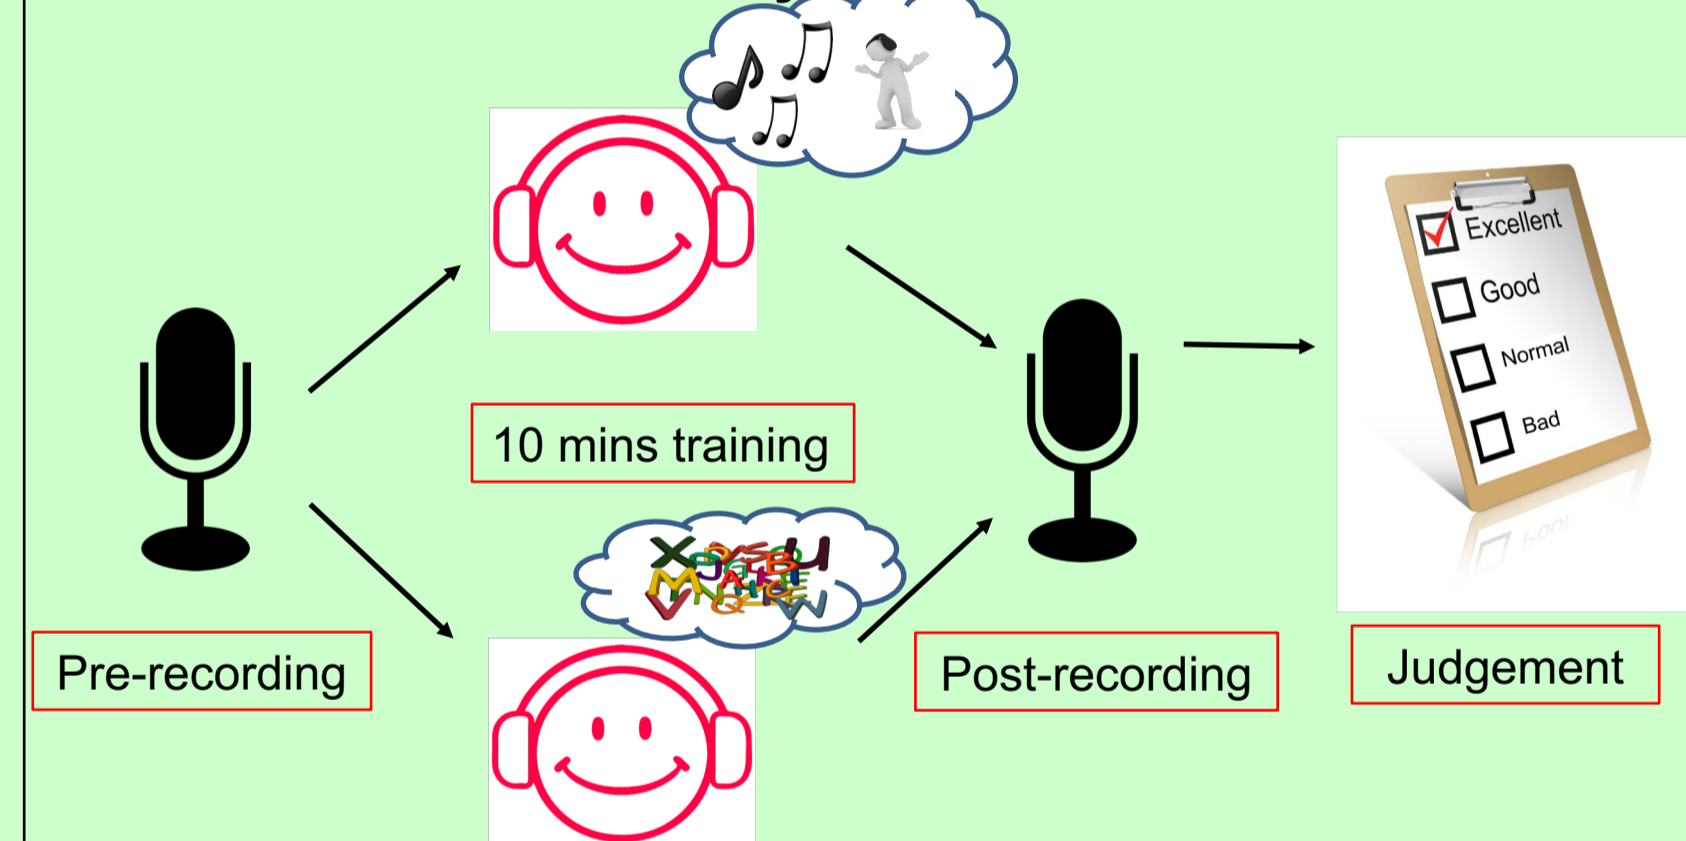 Excellent
Good
Normal
Bad
10 mins training
Pre-recording
Post-recording
Judgement